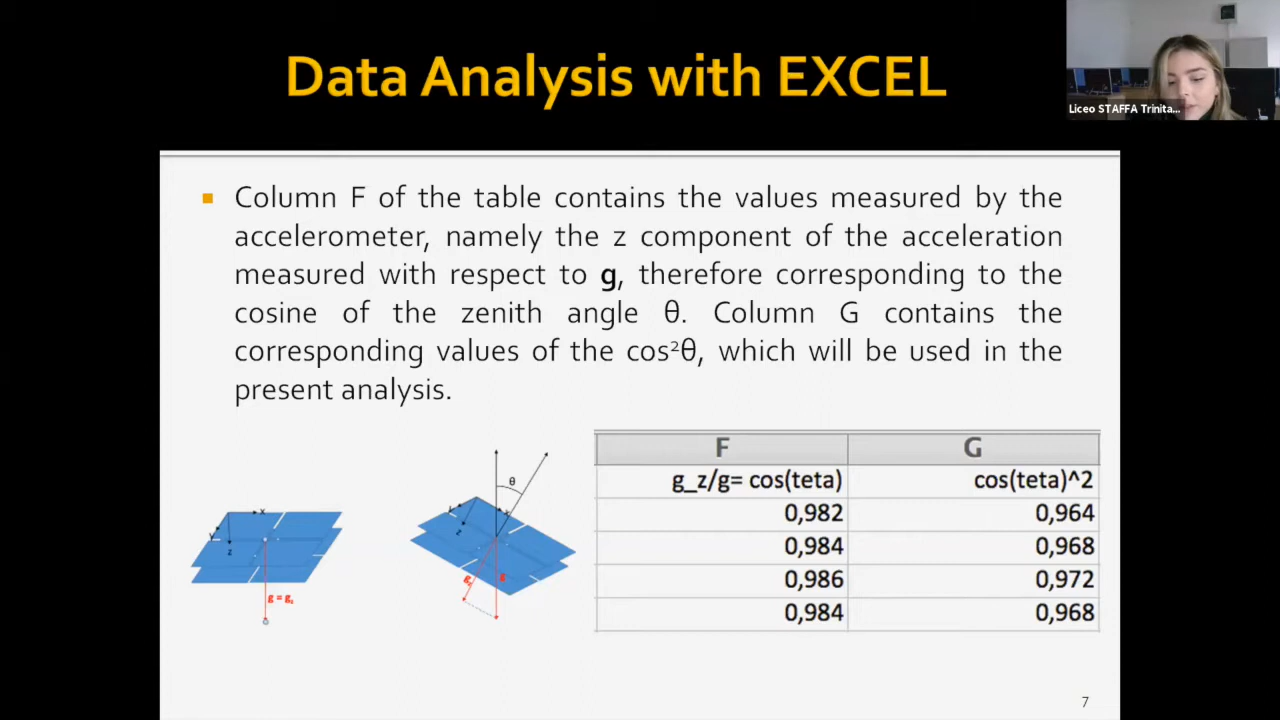 Data Analysis with EXCEL
Liceo STAFFA Trinita...
Column F of the table contains the values measured by the
accelerometer, namely the z component of the acceleration
measured with respect to g, therefore corresponding to the
cosine of the zenith angle θ. Column G contains the
corresponding values of the cos²θ, which will be used in the
present analysis.
F G
g_z/g= cos(teta) cos(teta)^2
0,982 0,964
0,984 0,968
0,986 0,972
0,984 0,968
x
y
z
g = g₂
θ
z
g
7